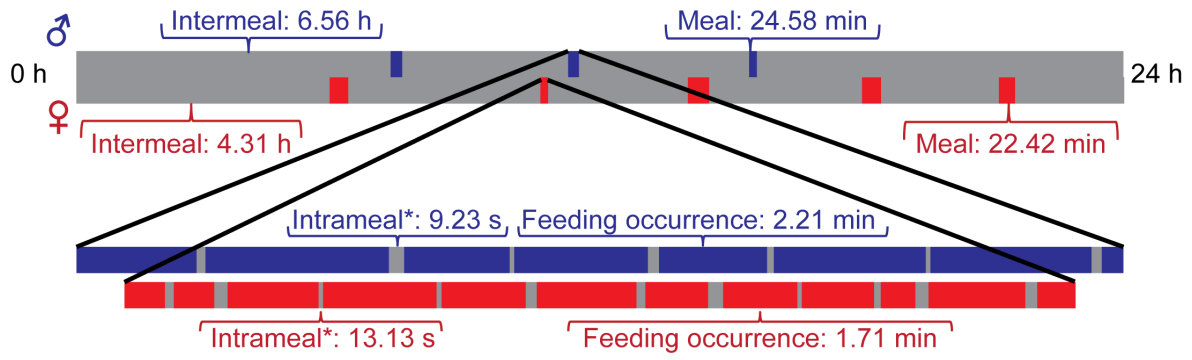 ♂ Intermeal: 6.56 h Meal: 24.58 min
0 h 24 h
♀ Intermeal: 4.31 h Meal: 22.42 min
Intrameal*: 9.23 s Feeding occurrence: 2.21 min
Intrameal*: 13.13 s Feeding occurrence: 1.71 min